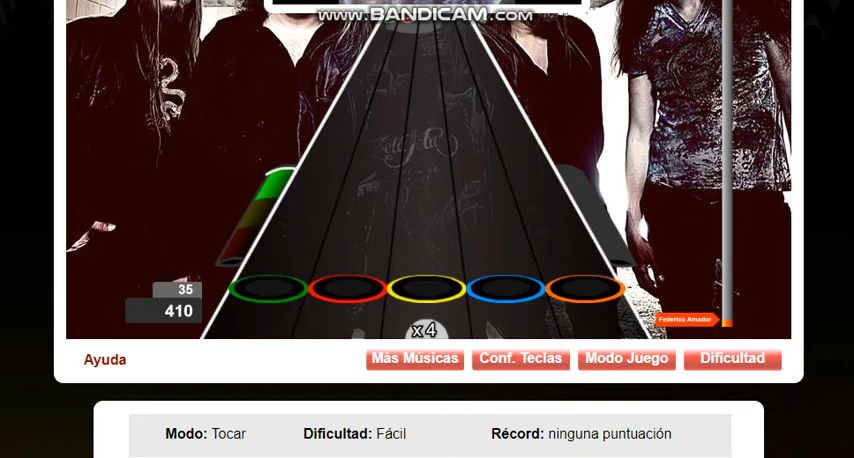 www.BANDICAM.com
35
410
x4
Federico Amador
Ayuda
Más Músicas
Conf. Teclas
Modo Juego
Dificultad
Modo: Tocar
Dificultad: Fácil
Récord: ninguna puntuación